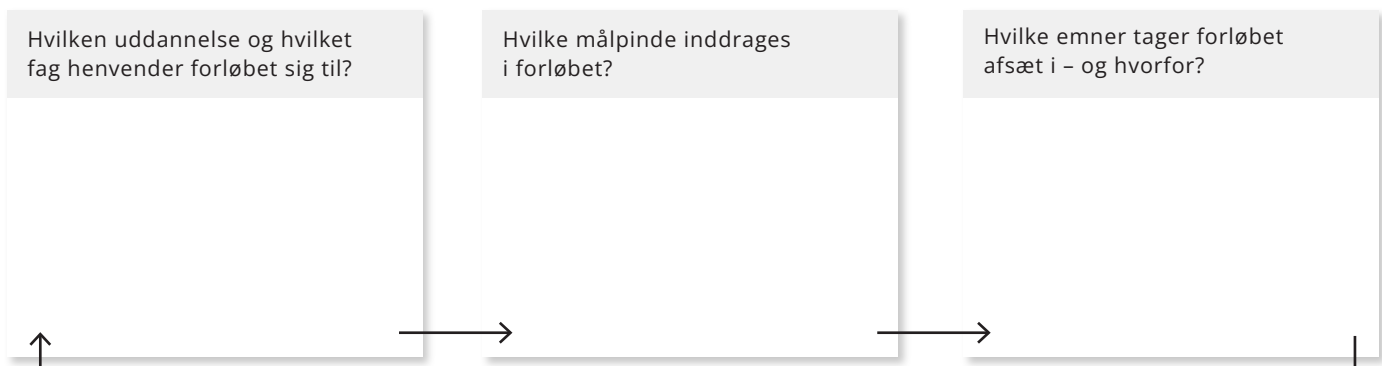 Hvilken uddannelse og hvilket
fag henvender forløbet sig til?
Hvilke målpinde inddrages
i forløbet?
Hvilke emner tager forløbet
afsæt i – og hvorfor?